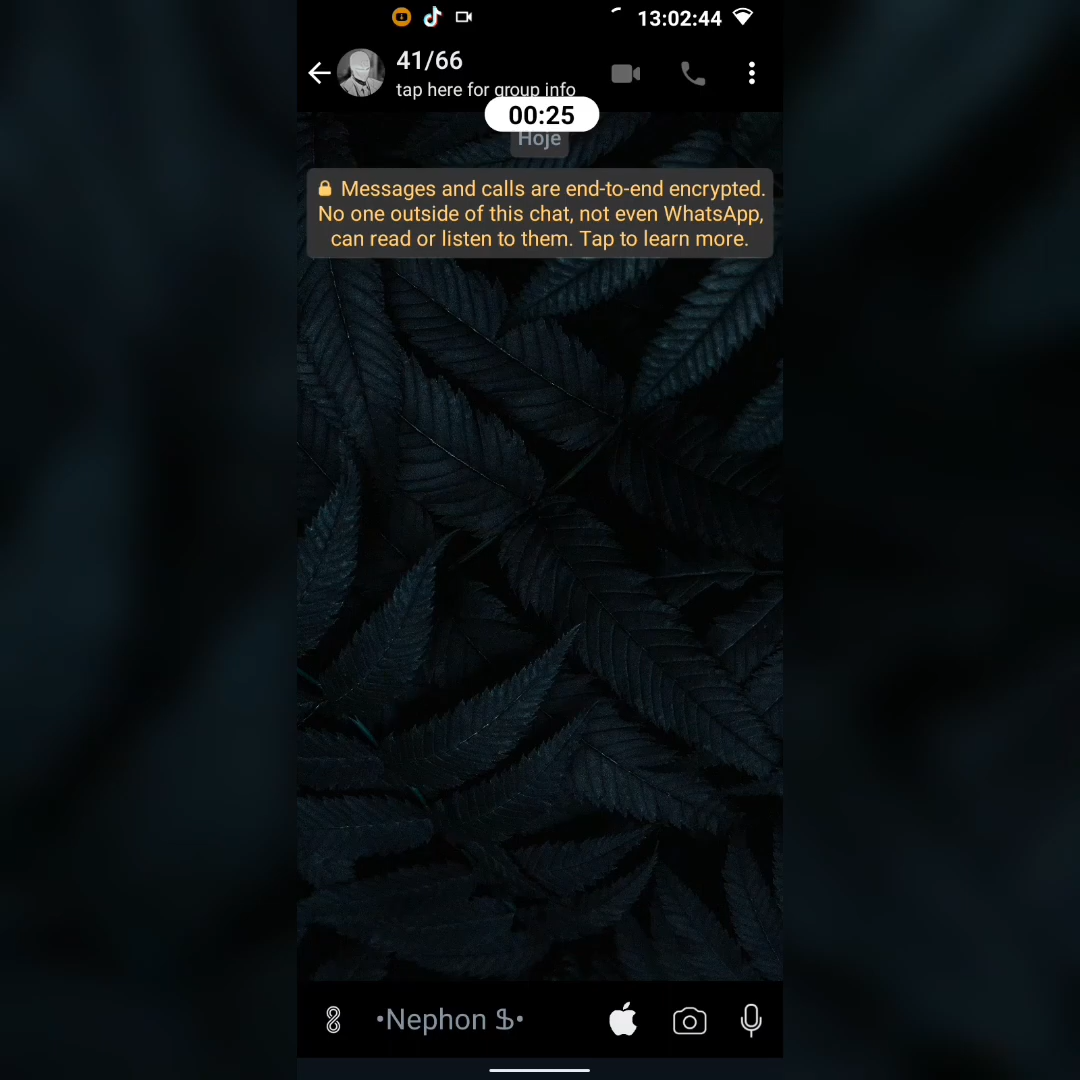 13:02:44
41/66
tap here for group info
00:25
Hoje
Messages and calls are end-to-end encrypted.
No one outside of this chat, not even WhatsApp,
can read or listen to them. Tap to learn more.
•Nephon Ֆ•